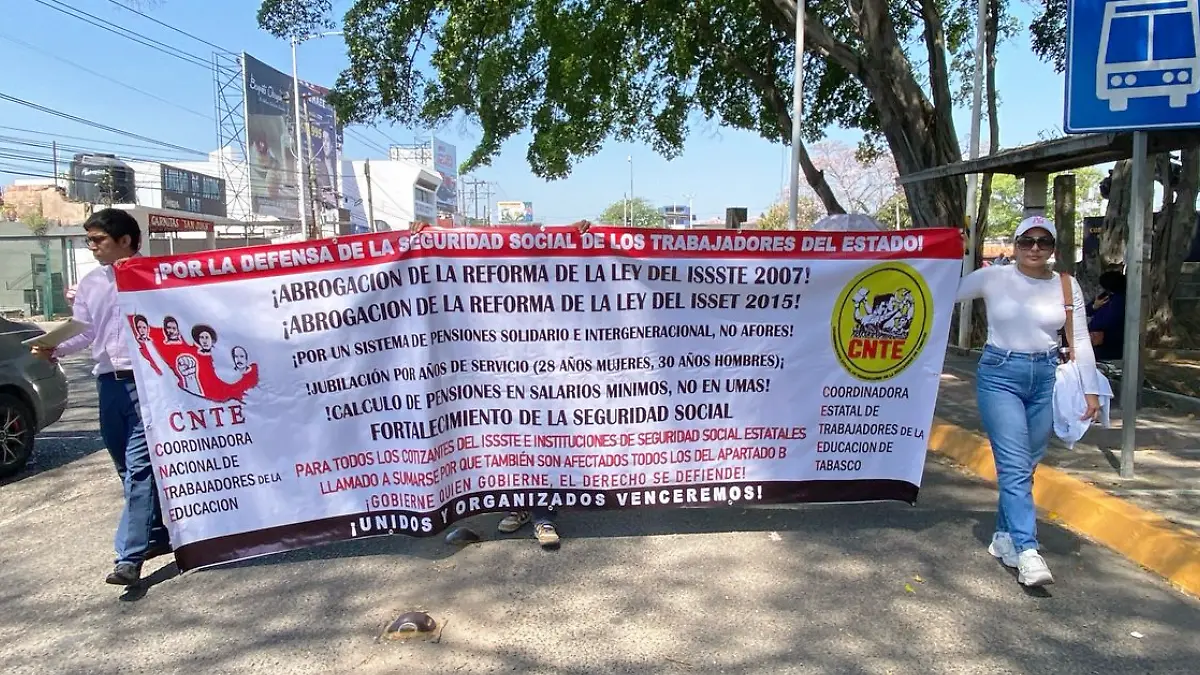 ¡POR LA DEFENSA DE LA SEGURIDAD SOCIAL DE LOS TRABAJADORES DEL ESTADO!
¡ABROGACION DE LA REFORMA DE LA LEY DEL ISSSTE 2007!
¡ABROGACION DE LA REFORMA DE LA LEY DEL ISSET 2015!
¡POR UN SISTEMA DE PENSIONES SOLIDARIO E INTERGENERACIONAL, NO AFORES!
!JUBILACIÓN POR AÑOS DE SERVICIO (28 AÑOS MUJERES, 30 AÑOS HOMBRES)¡
!CALCULO DE PENSIONES EN SALARIOS MINIMOS, NO EN UMAS!
FORTALECIMIENTO DE LA SEGURIDAD SOCIAL
PARA TODOS LOS COTIZANTES DEL ISSSTE E INSTITUCIONES DE SEGURIDAD SOCIAL ESTATALES
LLAMADO A SUMARSE POR QUE TAMBIÉN SON AFECTADOS TODOS LOS DEL APARTADO B
¡GOBIERNE QUIEN GOBIERNE, EL DERECHO SE DEFIENDE!
¡UNIDOS Y ORGANIZADOS VENCEREMOS!
CNTE
COORDINADORA
NACIONAL DE
TRABAJADORES DE LA
EDUCACION
CNTE
COORDINADORA
ESTATAL DE
TRABAJADORES DE LA
EDUCACION DE
TABASCO
CARNITAS SAN JUAN